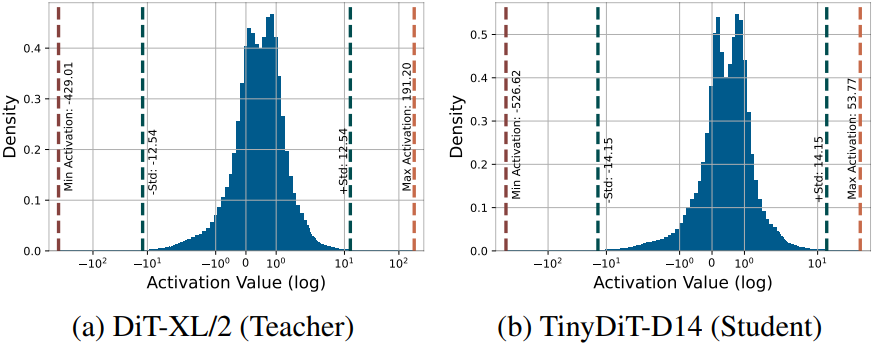 Density
0.4
0.3
0.2
0.1
0.0
Min Activation: -429.01
-Std: -12.54
+Std: 12.54
Max Activation: 191.20
−10²
−10¹
−10⁰
0
10⁰
10¹
10²
Activation Value (log)
(a) DiT-XL/2 (Teacher)
Density
0.5
0.4
0.3
0.2
0.1
0.0
Min Activation: -526.62
-Std: -14.15
+Std: 14.15
Max Activation: 53.77
−10²
−10¹
−10⁰
0
10⁰
10¹
Activation Value (log)
(b) TinyDiT-D14 (Student)